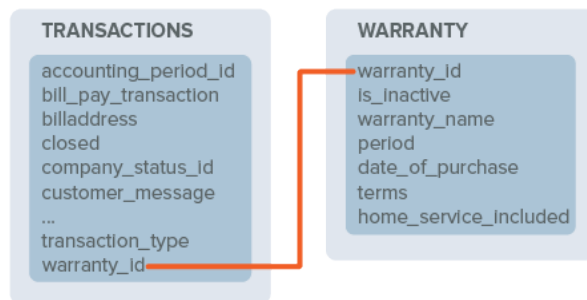 TRANSACTIONS
accounting_period_id
bill_pay_transaction
billaddress
closed
company_status_id
customer_message
...
transaction_type
warranty_id
WARRANTY
warranty_id
is_inactive
warranty_name
period
date_of_purchase
terms
home_service_included